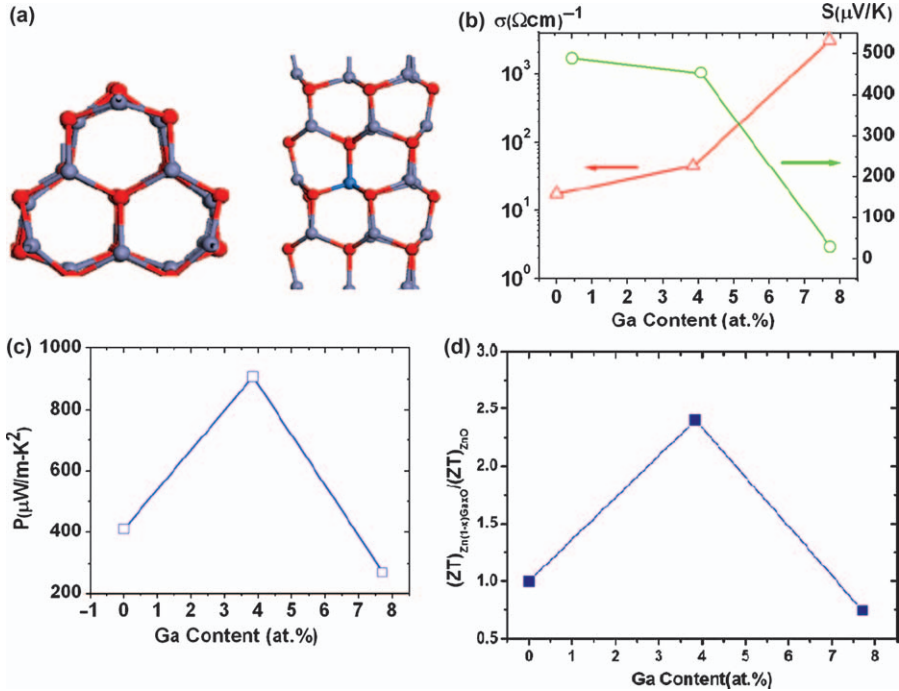 (a)
(b)
σ(Ωcm)⁻¹
S(μV/K)
10³
10²
10¹
10⁰
500
400
300
200
100
0
0 1 2 3 4 5 6 7 8
Ga Content (at.%)
(c)
P(μW/m-K²)
1000
800
600
400
200
−1 0 1 2 3 4 5 6 7 8
Ga Content (at.%)
(d)
(ZT)Zn(1-x)GaxO/(ZT)ZnO
3.0
2.5
2.0
1.5
1.0
0.5
0 1 2 3 4 5 6 7 8
Ga Content(at.%)